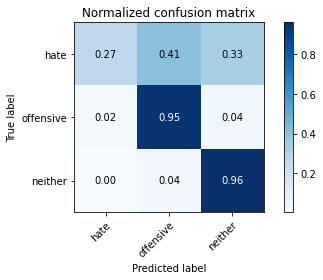 Normalized confusion matrix
True label
hate 0.27 0.41 0.33
offensive 0.02 0.95 0.04
neither 0.00 0.04 0.96
hate offensive neither
Predicted label
0.8
0.6
0.4
0.2